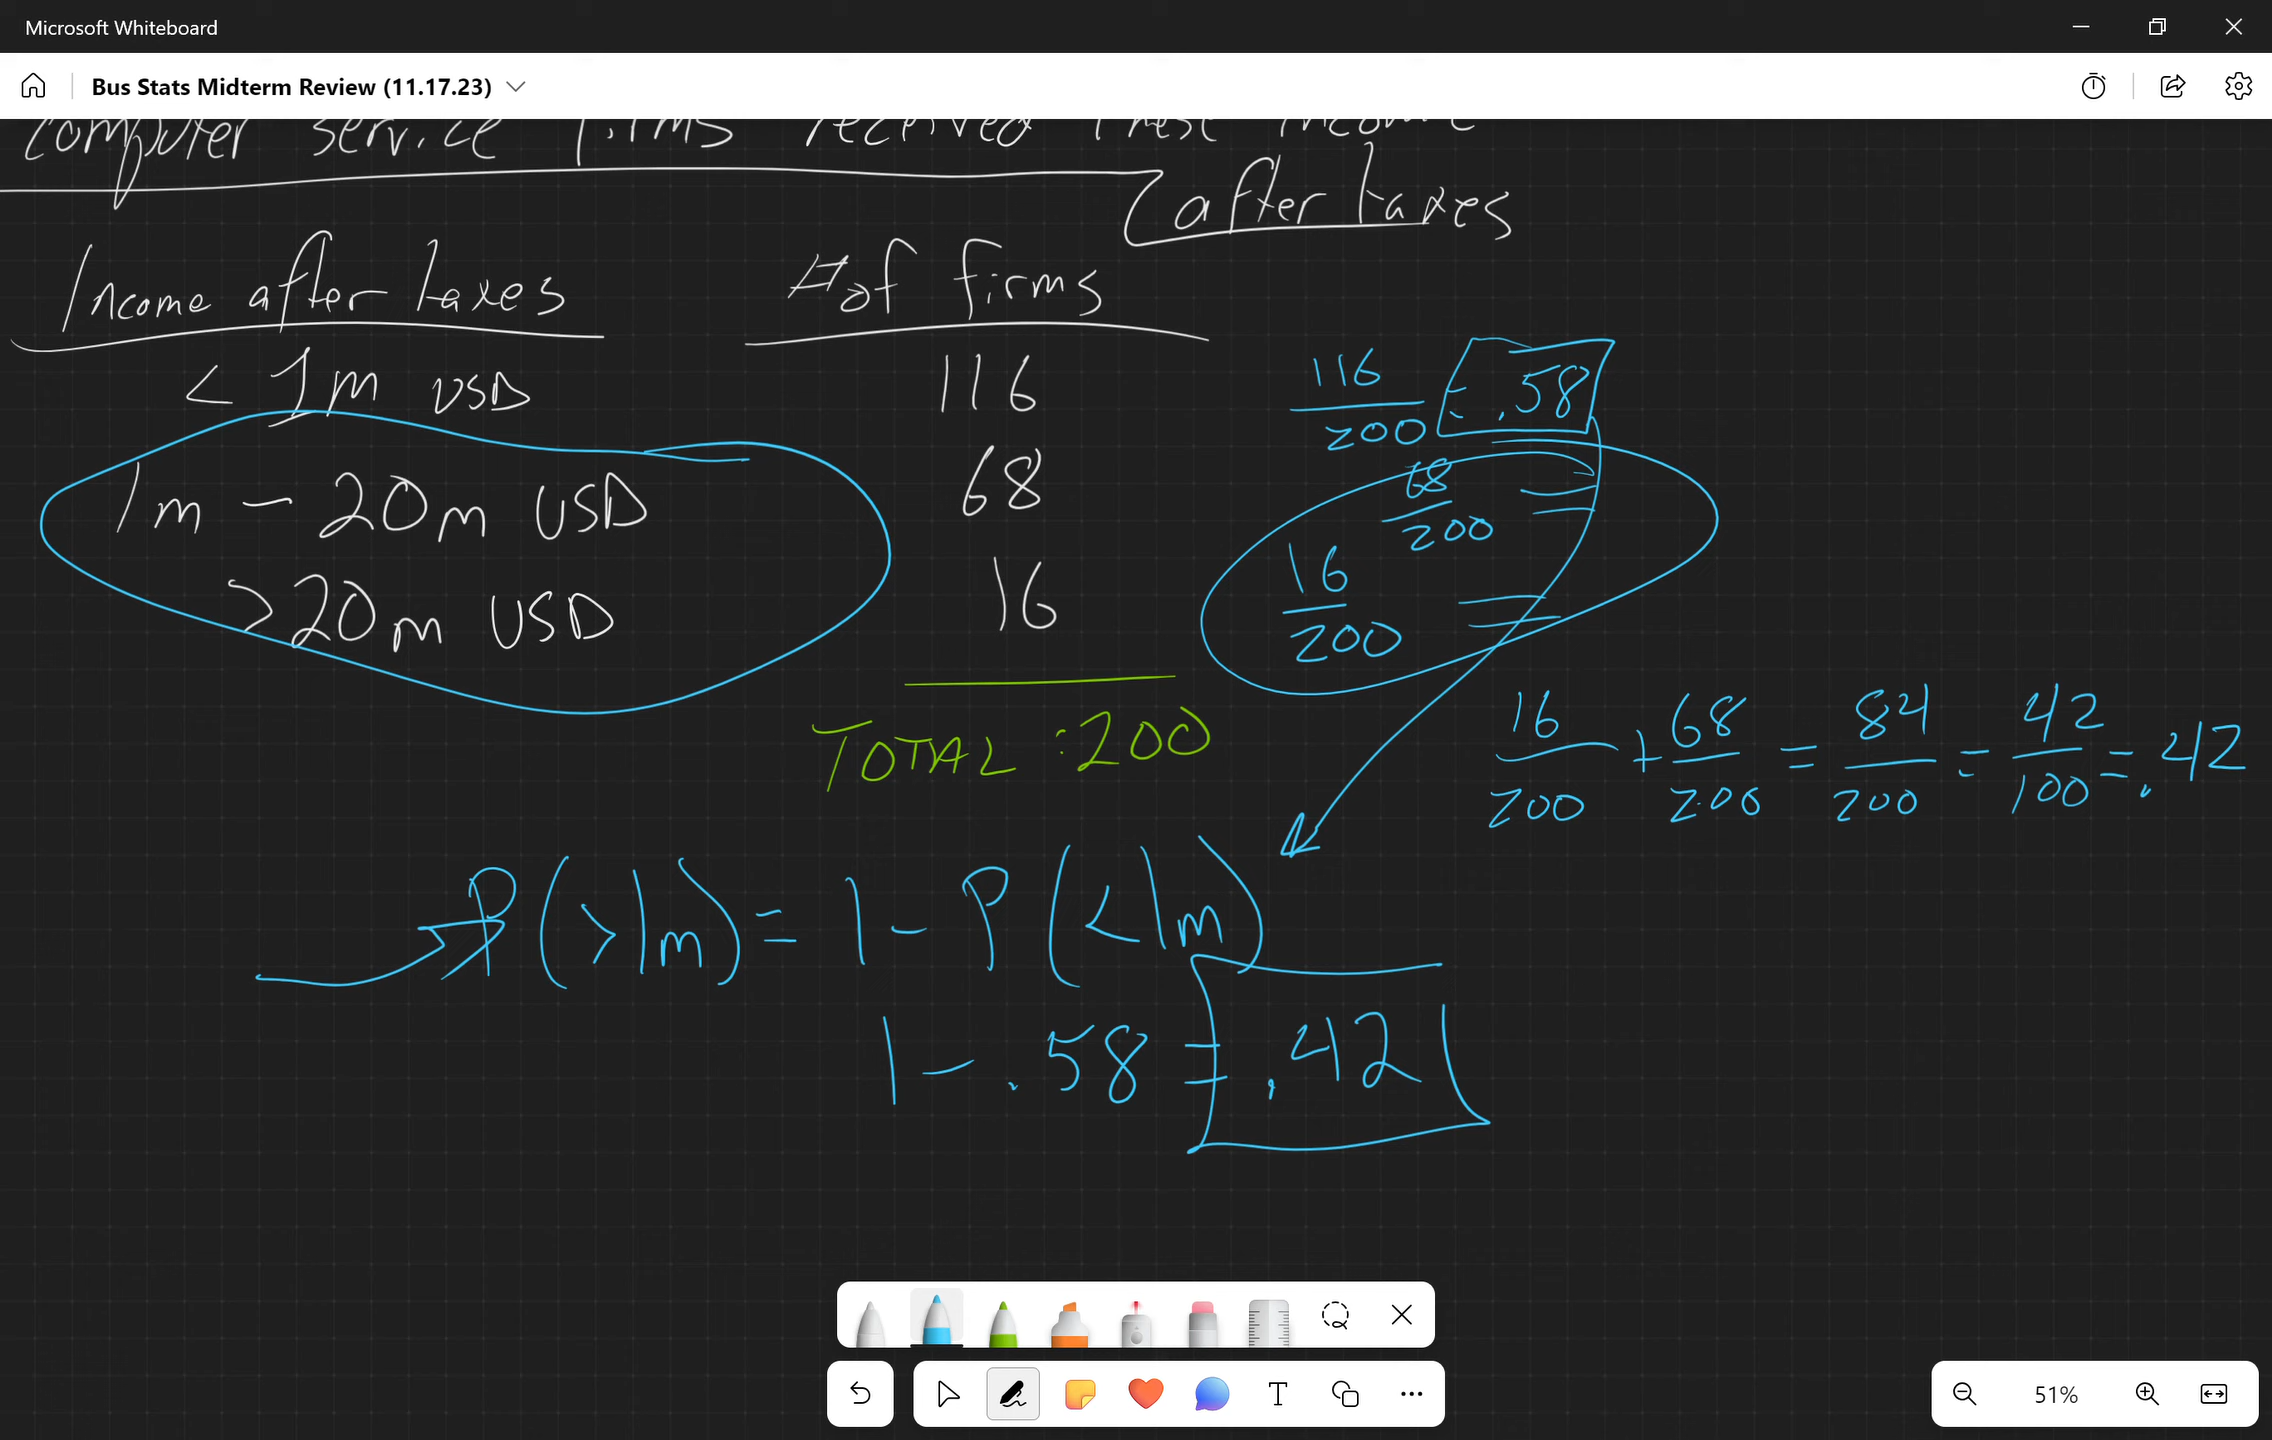 Microsoft Whiteboard
Bus Stats Midterm Review (11.17.23)
Computer service firms received these income
after taxes
Income after taxes # of firms
< 1m USD 116
116/200 = .58
1m - 20m USD 68
68/200 =
>20m USD 16
16/200 =
TOTAL : 200
16/200 + 68/200 = 84/200 = 42/100 = .42
P(>1m) = 1 - P(<1m)
1 - .58 = .42
51%